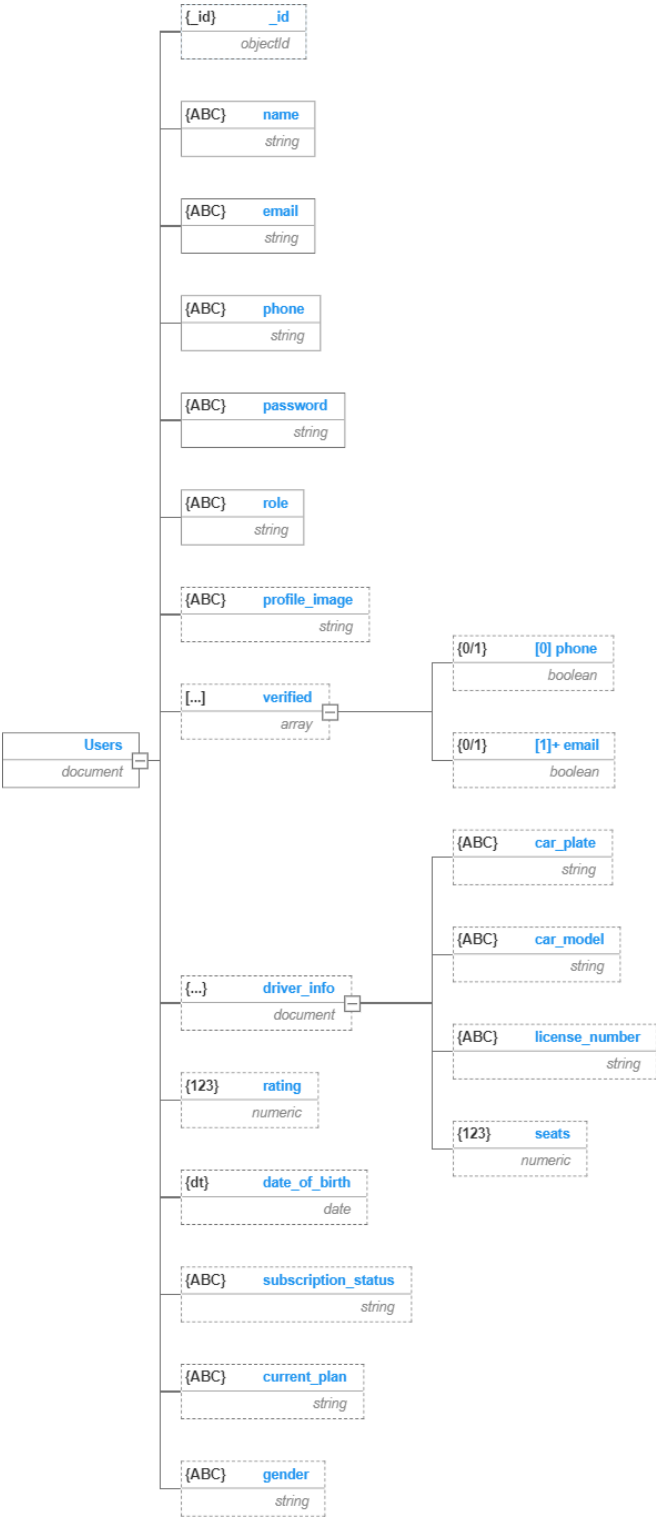 {_id} _id
objectId
{ABC} name
string
{ABC} email
string
{ABC} phone
string
{ABC} password
string
{ABC} role
string
{ABC} profile_image
string
[...] verified
array
{0/1} [0] phone
boolean
{0/1} [1]+ email
boolean
Users
document
{...} driver_info
document
{ABC} car_plate
string
{ABC} car_model
string
{ABC} license_number
string
{123} seats
numeric
{123} rating
numeric
{dt} date_of_birth
date
{ABC} subscription_status
string
{ABC} current_plan
string
{ABC} gender
string